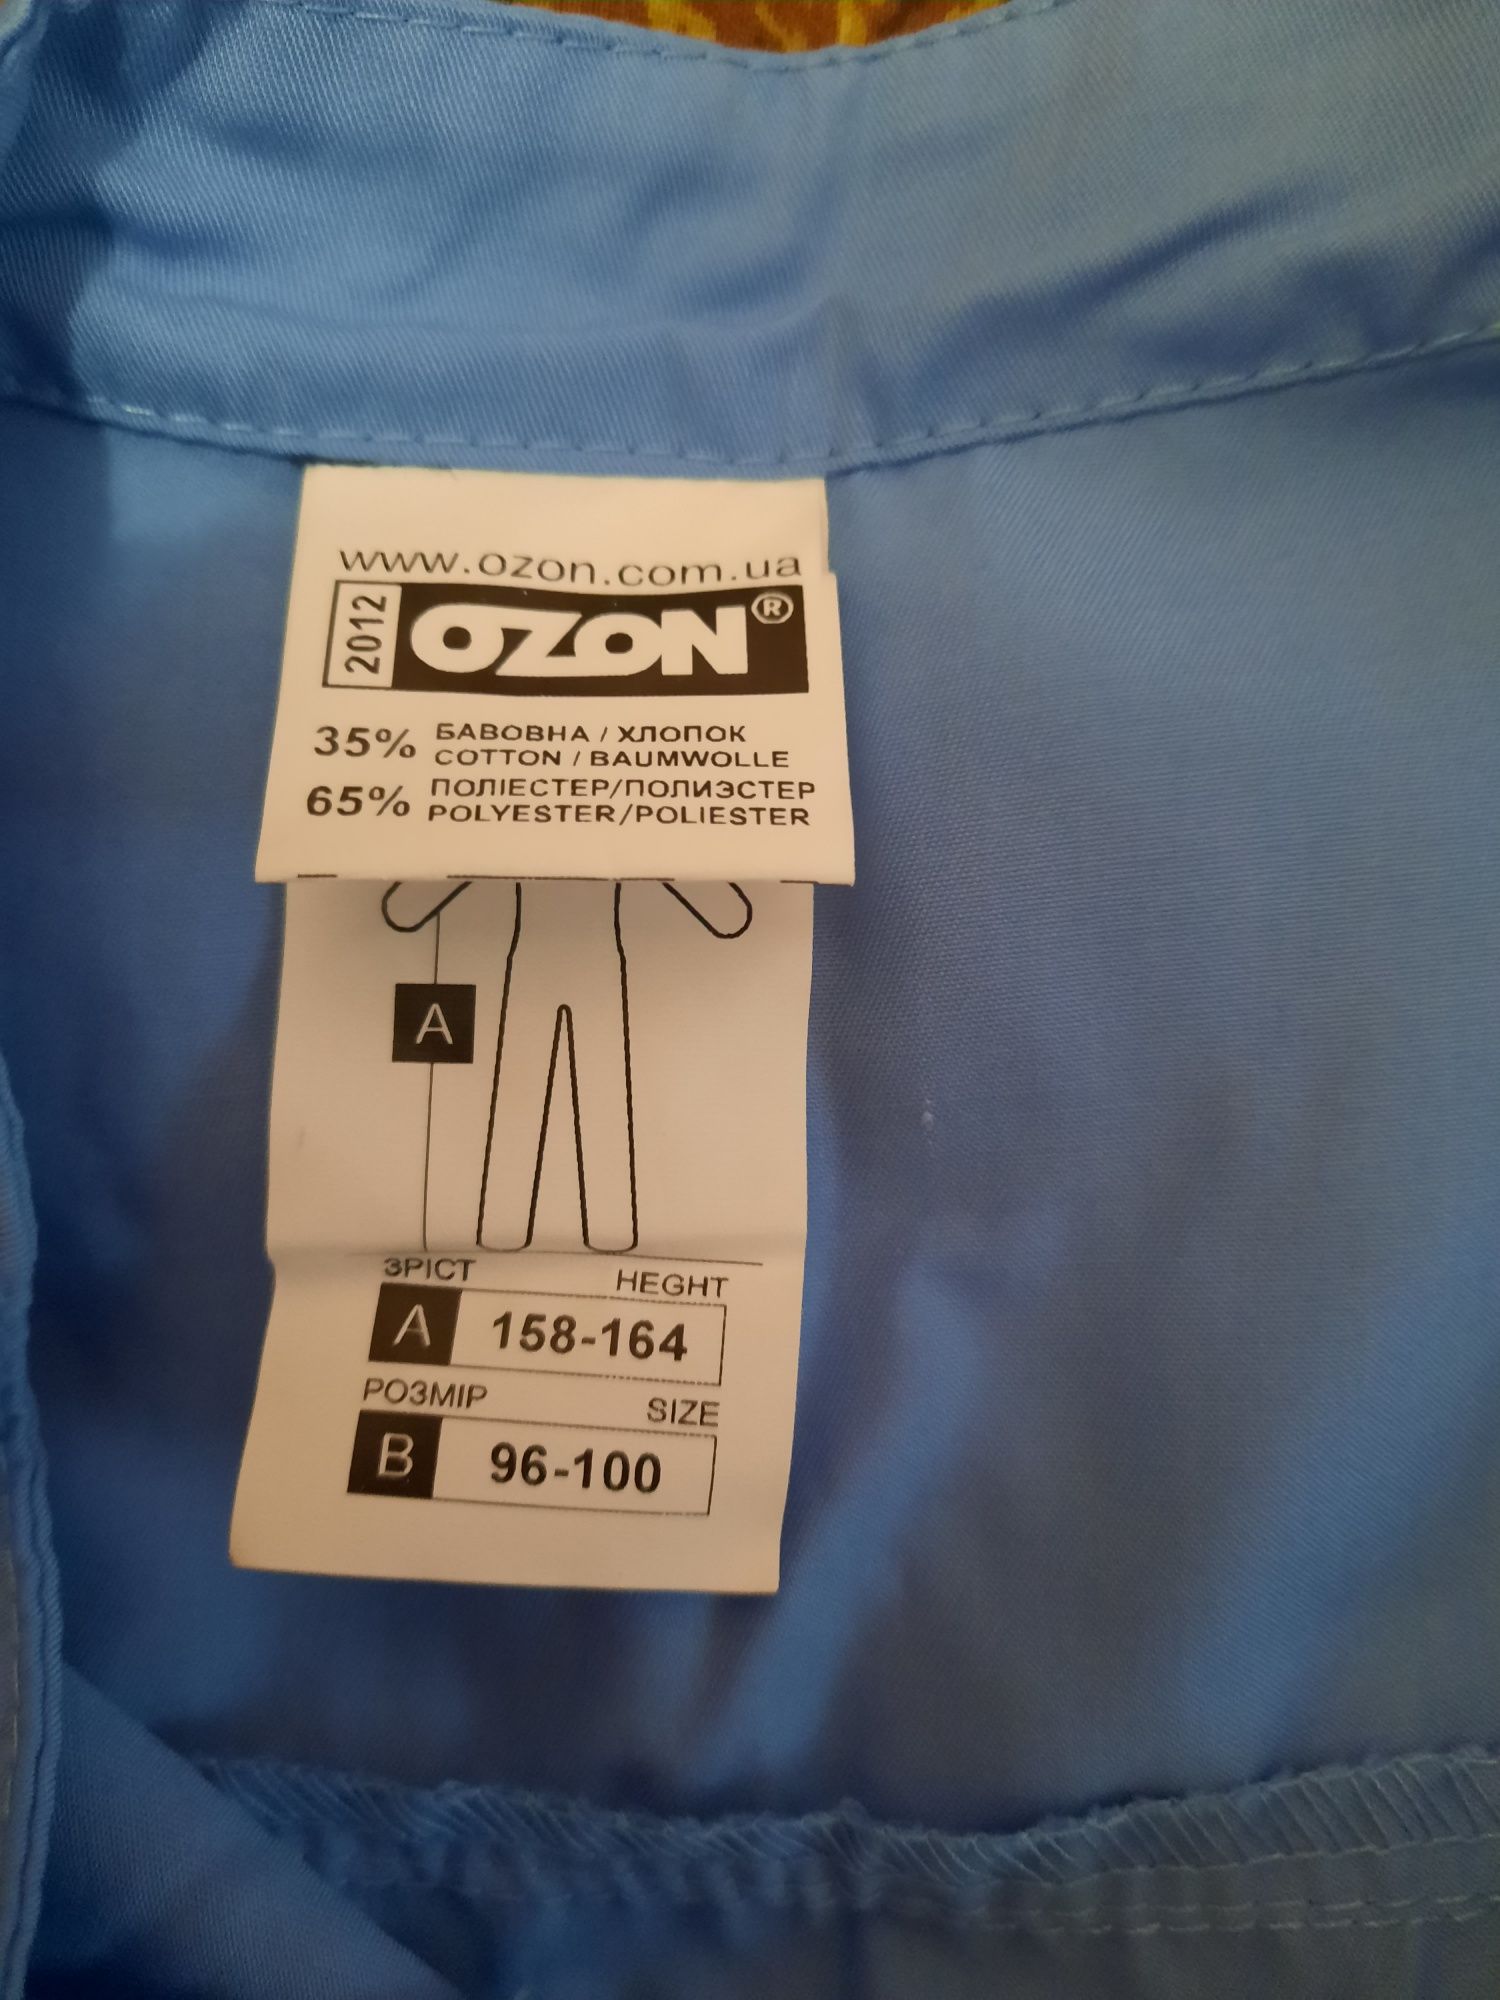 www.ozon.com.ua
2012 OZON®
35% БАВОВНА / ХЛОПОК
COTTON / BAUMWOLLE
65% ПОЛІЕСТЕР/ПОЛИЭСТЕР
POLYESTER/POLIESTER
A
ЗРІСТ HEGHT
A 158-164
РОЗМІР SIZE
B 96-100